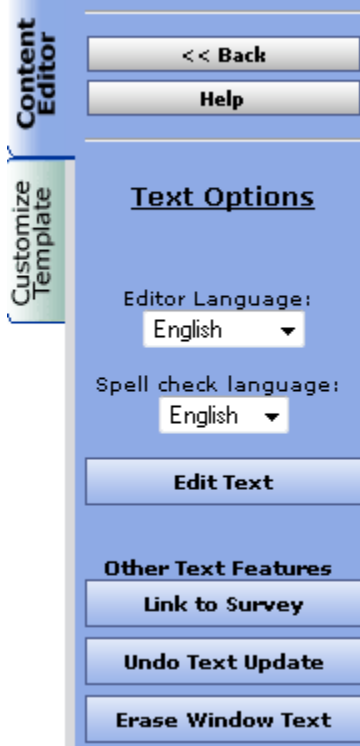 Content
Editor
Customize
Template
<< Back
Help
Text Options
Editor Language:
English
Spell check language:
English
Edit Text
Other Text Features
Link to Survey
Undo Text Update
Erase Window Text